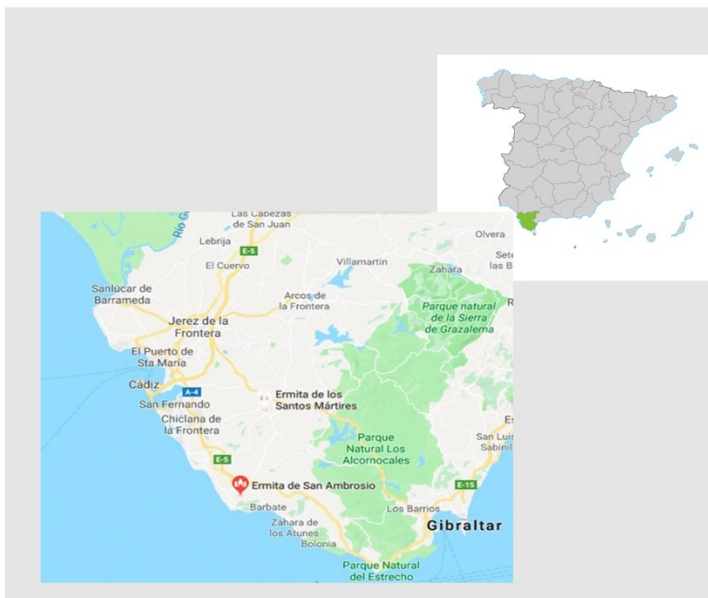 Las Cabezas
de San Juan
Lebrija
E-5
El Cuervo
Villamartin
Olvera
Zahara
Sanlúcar de
Barrameda
Arcos de
la Frontera
Parque natural
de la Sierra
de Grazalema
Jerez de la
Frontera
El Puerto de
Sta María
Cádiz
A-4
San Fernando
Ermita de los
Santos Mártires
Chiclana de
la Frontera
Parque
Natural Los
Alcornocales
San Luis
E-5
Ermita de San Ambrosio
E-15
Barbate
Los Barrios
Zahara de
los Atunes
Gibraltar
Bolonia
Parque Natural
del Estrecho